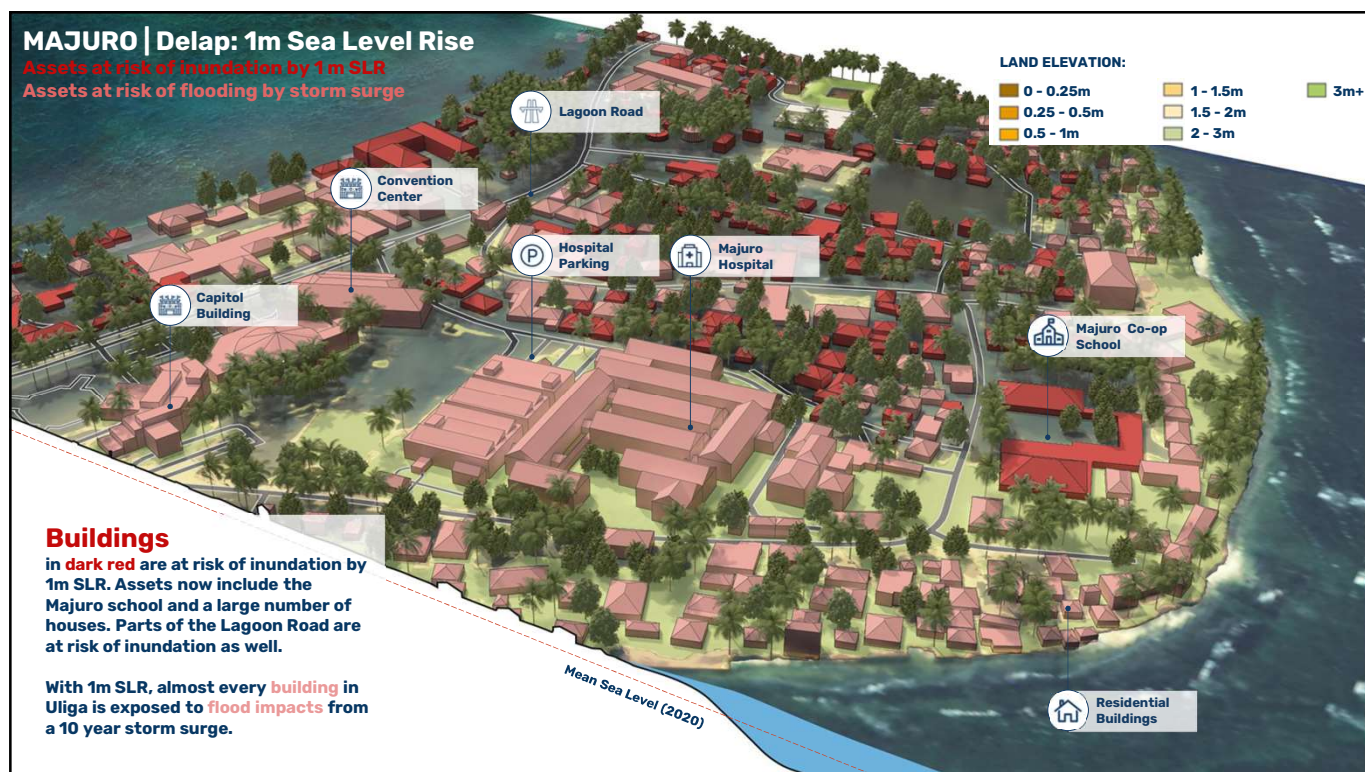 MAJURO | Delap: 1m Sea Level Rise
Assets at risk of inundation by 1 m SLR
Assets at risk of flooding by storm surge
LAND ELEVATION:
0 - 0.25m
0.25 - 0.5m
0.5 - 1m
1 - 1.5m
1.5 - 2m
2 - 3m
3m+
Lagoon Road
Convention
Center
P
Hospital
Parking
Majuro
Hospital
Capitol
Building
Majuro Co-op
School
Buildings
in dark red are at risk of inundation by
1m SLR. Assets now include the
Majuro school and a large number of
houses. Parts of the Lagoon Road are
at risk of inundation as well.
With 1m SLR, almost every building in
Uliga is exposed to flood impacts from
a 10 year storm surge.
Mean Sea Level (2020)
Residential
Buildings